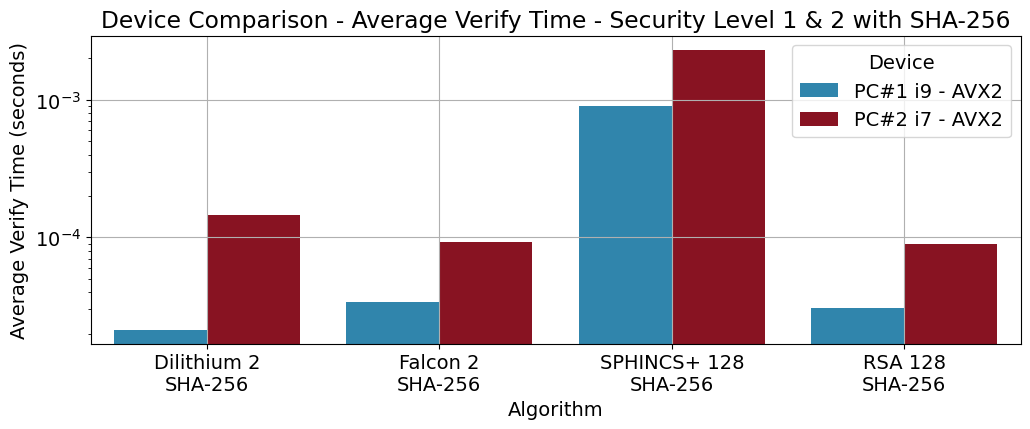 Device Comparison - Average Verify Time - Security Level 1 & 2 with SHA-256
Average Verify Time (seconds)
10⁻³
10⁻⁴
Device
PC#1 i9 - AVX2
PC#2 i7 - AVX2
Dilithium 2
SHA-256
Falcon 2
SHA-256
SPHINCS+ 128
SHA-256
RSA 128
SHA-256
Algorithm